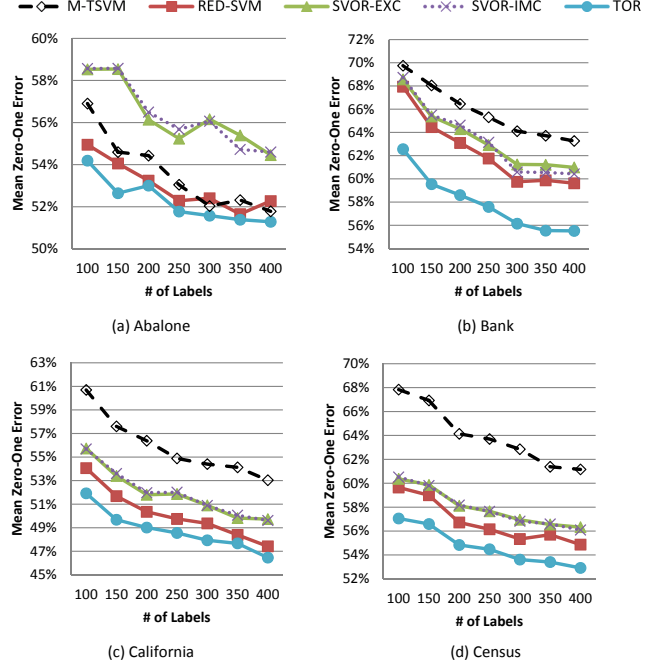 M-TSVM RED-SVM SVOR-EXC SVOR-IMC TOR
60%
58%
56%
54%
52%
50%
Mean Zero-One Error
100 150 200 250 300 350 400
# of Labels
(a) Abalone
72%
70%
68%
66%
64%
62%
60%
58%
56%
54%
Mean Zero-One Error
100 150 200 250 300 350 400
# of Labels
(b) Bank
63%
61%
59%
57%
55%
53%
51%
49%
47%
45%
Mean Zero-One Error
100 150 200 250 300 350 400
# of Labels
(c) California
70%
68%
66%
64%
62%
60%
58%
56%
54%
52%
Mean Zero-One Error
100 150 200 250 300 350 400
# of Labels
(d) Census